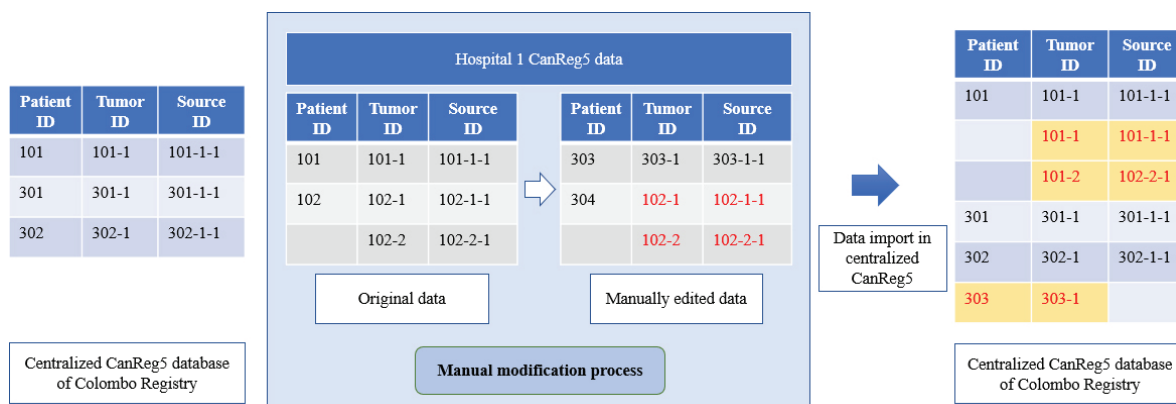 Patient ID Tumor ID Source ID
101 101-1 101-1-1
301 301-1 301-1-1
302 302-1 302-1-1
Centralized CanReg5 database
of Colombo Registry
Hospital 1 CanReg5 data
Patient ID Tumor ID Source ID
101 101-1 101-1-1
102 102-1 102-1-1
102-2 102-2-1
Original data
Patient ID Tumor ID Source ID
303 303-1 303-1-1
304 102-1 102-1-1
102-2 102-2-1
Manually edited data
Manual modification process
Data import in
centralized
CanReg5
Patient ID Tumor ID Source ID
101 101-1 101-1-1
101-1 101-1-1
101-2 102-2-1
301 301-1 301-1-1
302 302-1 302-1-1
303 303-1
Centralized CanReg5 database
of Colombo Registry